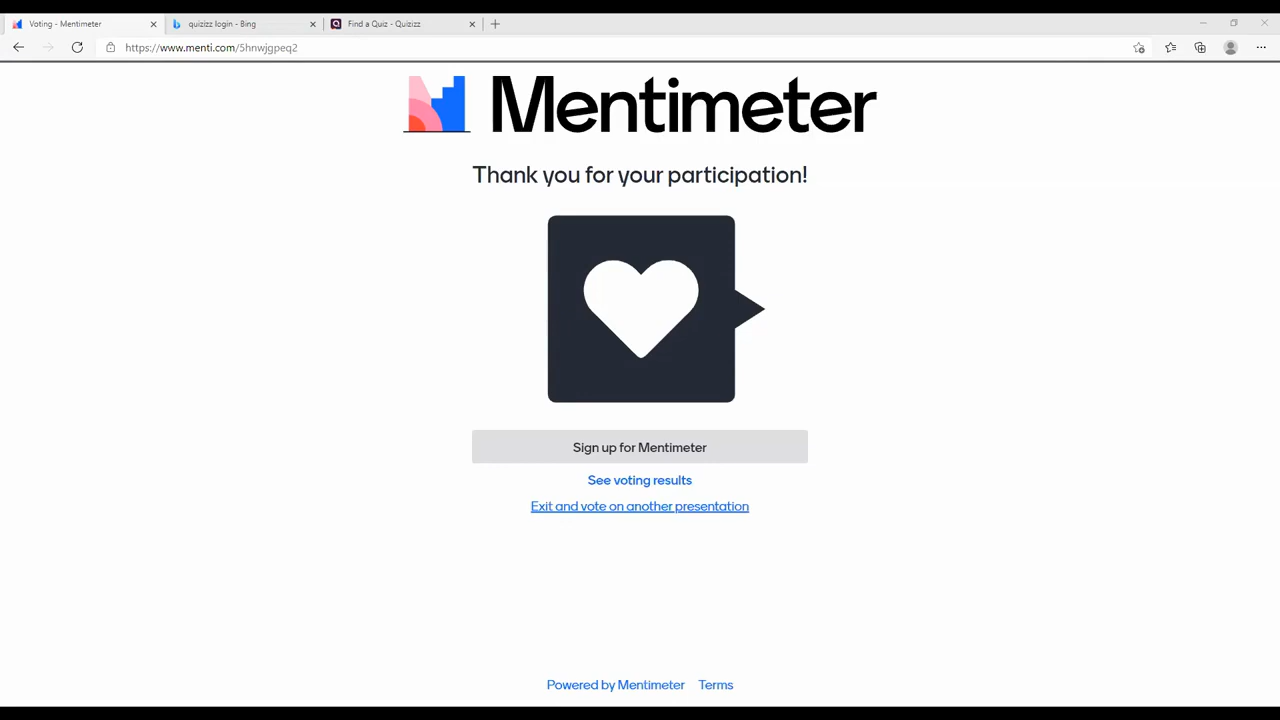 Voting - Mentimeter
quizizz login - Bing
Find a Quiz - Quizizz
https://www.menti.com/5hnwjgpeq2
Mentimeter
Thank you for your participation!
Sign up for Mentimeter
See voting results
Exit and vote on another presentation
Powered by Mentimeter Terms